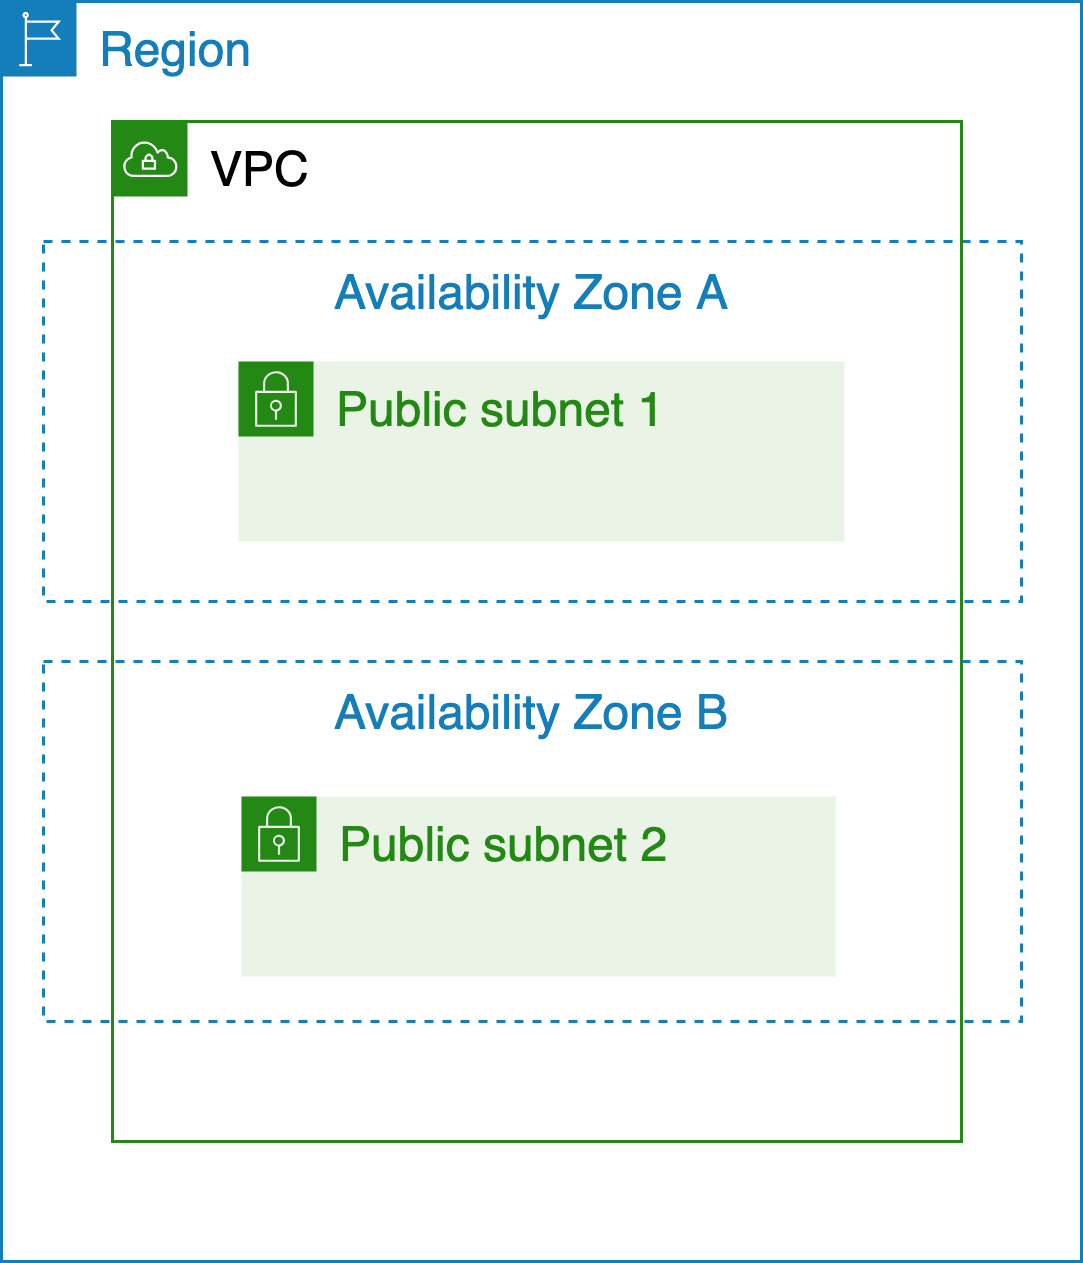 Region
VPC
Availability Zone A
Public subnet 1
Availability Zone B
Public subnet 2